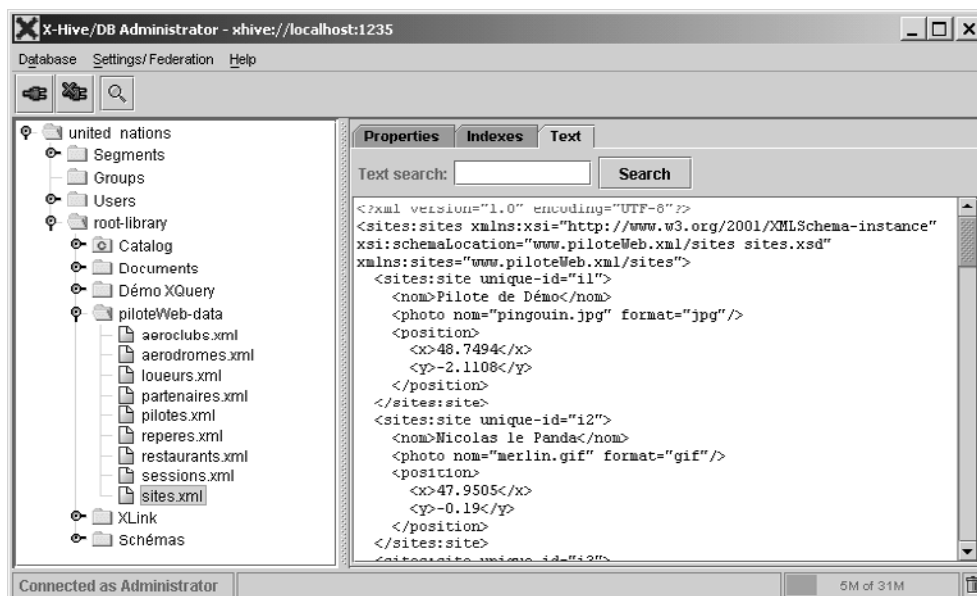 X-Hive/DB Administrator - xhive://localhost:1235
Database Settings/Federation Help
united nations
Segments
Groups
Users
root-library
Catalog
Documents
Démo XQuery
piloteWeb-data
aeroclubs.xml
aerodromes.xml
loueurs.xml
partenaires.xml
pilotes.xml
reperes.xml
restaurants.xml
sessions.xml
sites.xml
XLink
Schémas
Properties Indexes Text
Text search: Search
<?xml version="1.0" encoding="UTF-8"?>
<sites:sites xmlns:xsi="http://www.w3.org/2001/XMLSchema-instance"
xsi:schemaLocation="www.piloteWeb.xml/sites sites.xsd"
xmlns:sites="www.piloteWeb.xml/sites">
<sites:site unique-id="i1">
<nom>Pilote de Démo</nom>
<photo nom="pingouin.jpg" format="jpg"/>
<position>
<x>48.7494</x>
<y>-2.1108</y>
</position>
</sites:site>
<sites:site unique-id="i2">
<nom>Nicolas le Panda</nom>
<photo nom="merlin.gif" format="gif"/>
<position>
<x>47.9505</x>
<y>-0.19</y>
</position>
</sites:site>
<sites:site unique-id="i3">
Connected as Administrator 5M of 31M